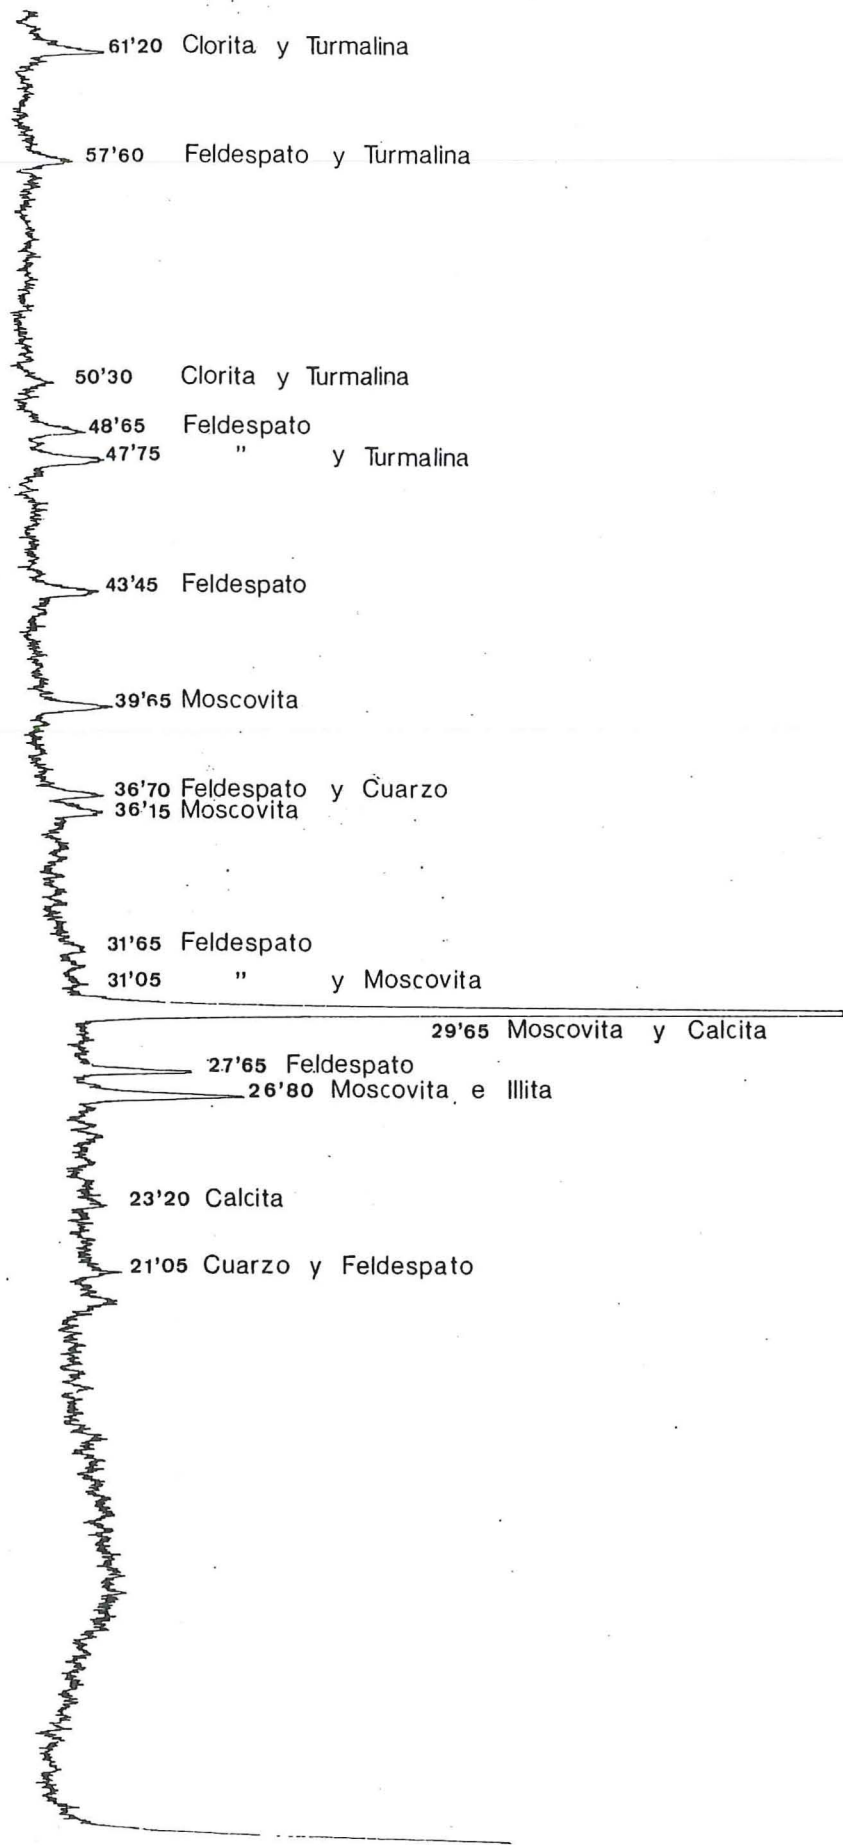 61'20 Clorita y Turmalina
57'60 Feldespato y Turmalina
50'30 Clorita y Turmalina
48'65 Feldespato
47'75 " y Turmalina
43'45 Feldespato
39'65 Moscovita
36'70 Feldespato y Cuarzo
36'15 Moscovita
31'65 Feldespato
31'05 " y Moscovita
29'65 Moscovita y Calcita
27'65 Feldespato
26'80 Moscovita e Illita
23'20 Calcita
21'05 Cuarzo y Feldespato